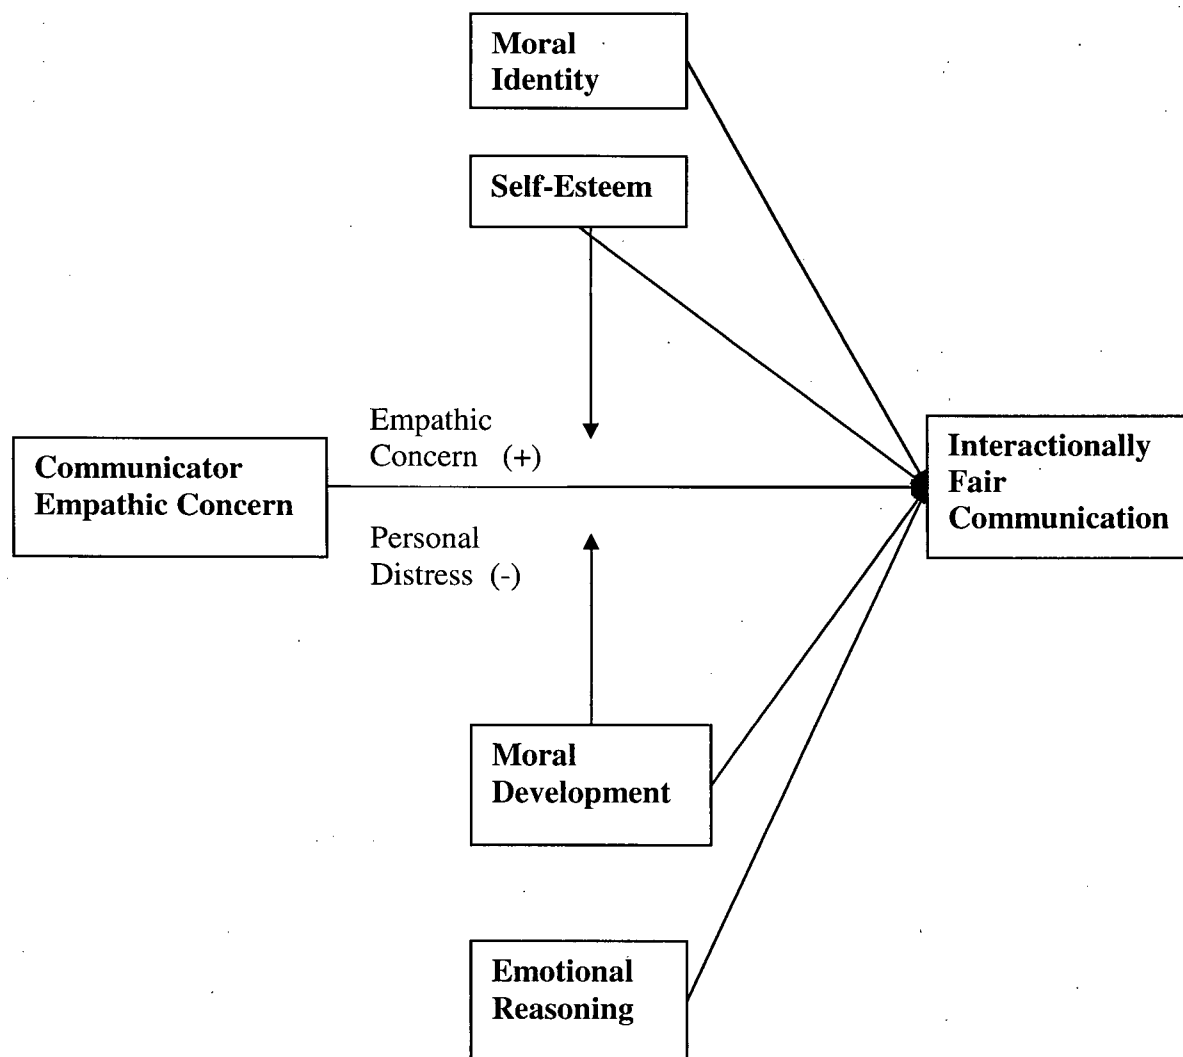 Moral
Identity
Self-Esteem
Empathic
Concern (+)
Communicator
Empathic Concern
Interactionally
Fair
Communication
Personal
Distress (-)
Moral
Development
Emotional
Reasoning